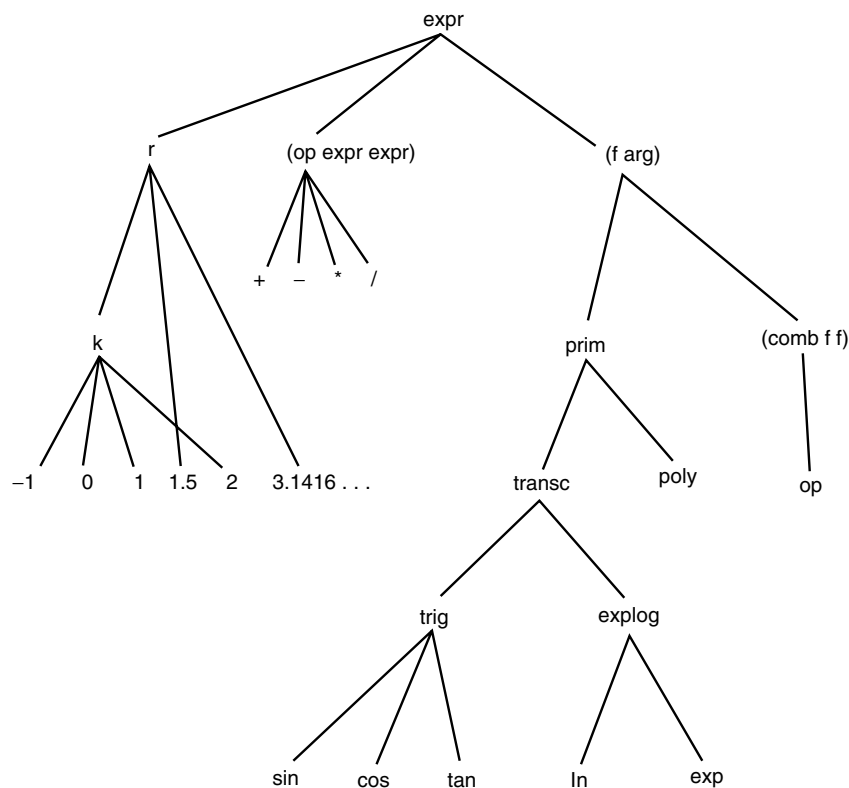 expr
r (op expr expr) (f arg)
+ − * /
k prim (comb f f)
−1 0 1 1.5 2 3.1416 . . . transc poly op
trig explog
sin cos tan In exp